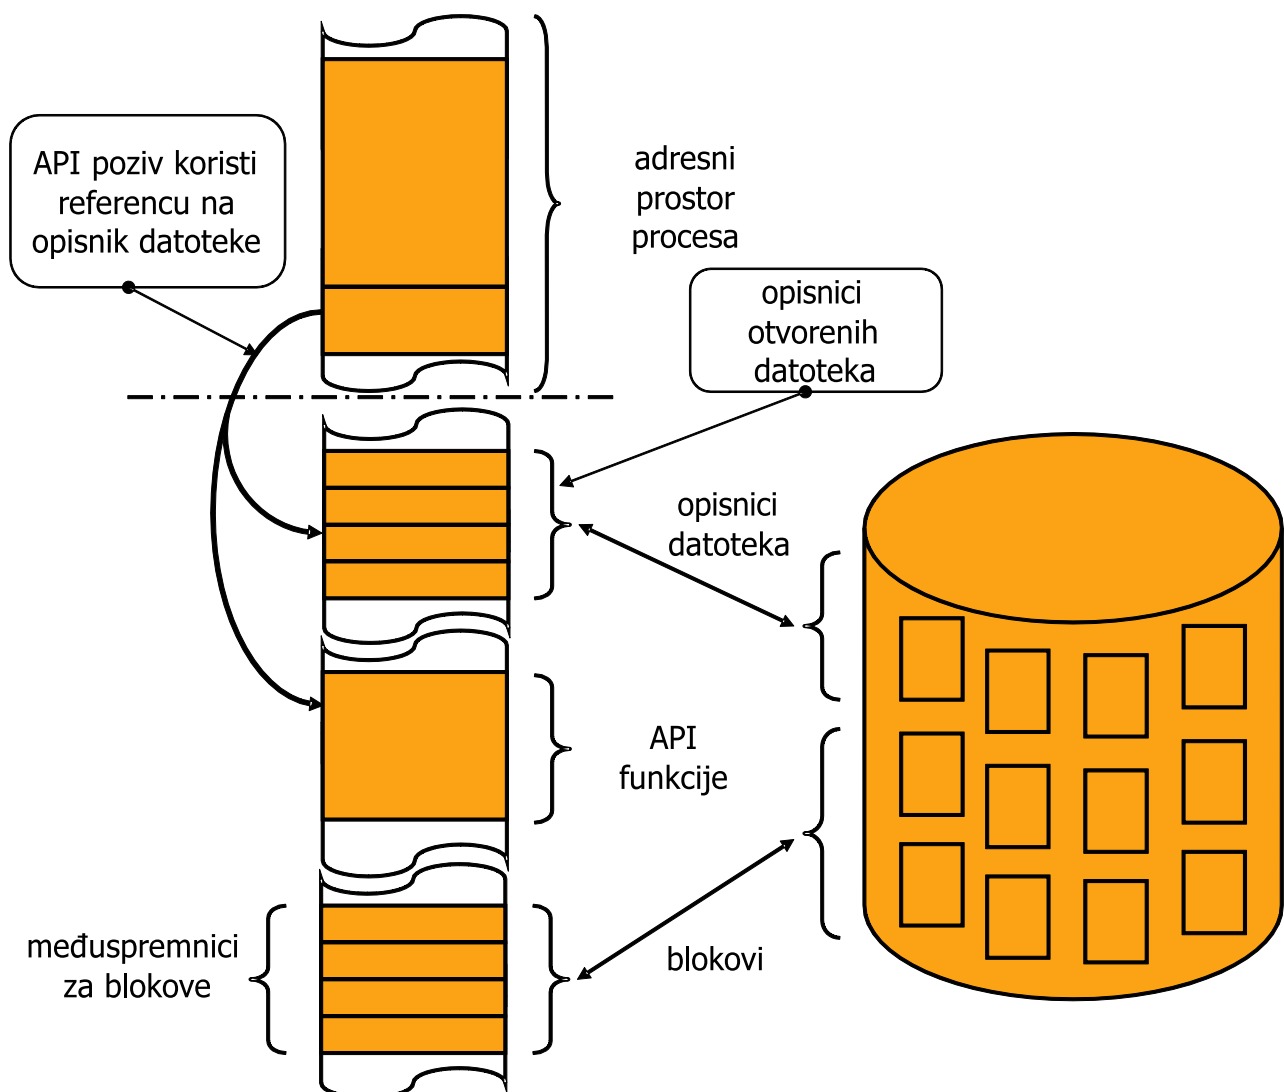 API poziv koristi
referencu na
opisnik datoteke
adresni
prostor
procesa
opisnici
otvorenih
datoteka
opisnici
datoteka
API
funkcije
međuspremnici
za blokove
blokovi